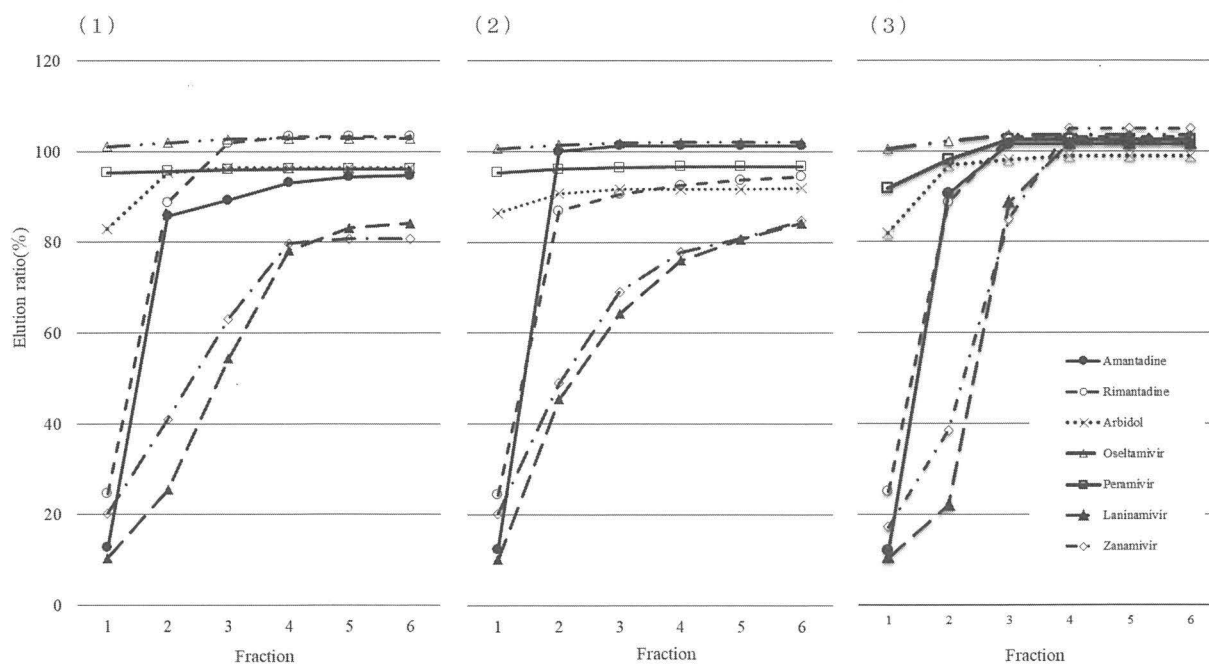 (1)
(2)
(3)
Elution ratio(%)
120
100
80
60
40
20
0
1 2 3 4 5 6
Fraction
1 2 3 4 5 6
Fraction
1 2 3 4 5 6
Fraction
Amantadine
Rimantadine
Arbidol
Oseltamivir
Peramivir
Laninamivir
Zanamivir